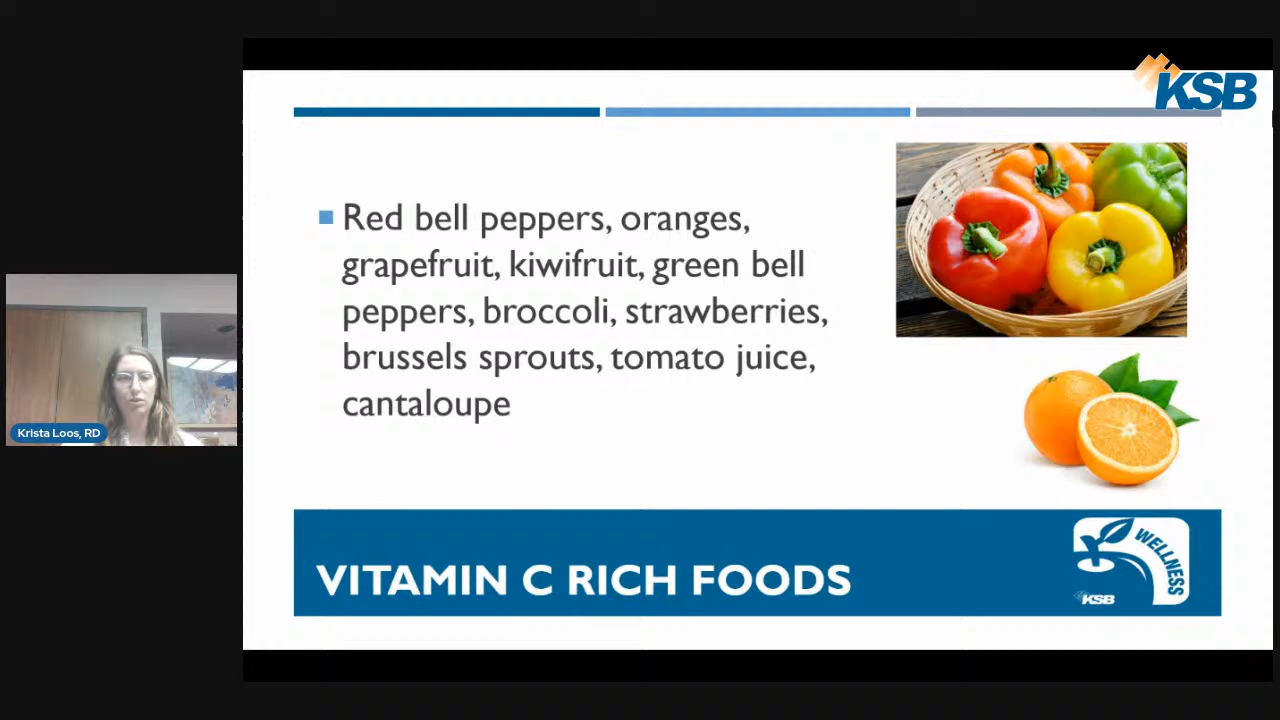 KSB
Red bell peppers, oranges,
grapefruit, kiwifruit, green bell
peppers, broccoli, strawberries,
brussels sprouts, tomato juice,
cantaloupe
Krista Loos, RD
VITAMIN C RICH FOODS
WELLNESS
KSB